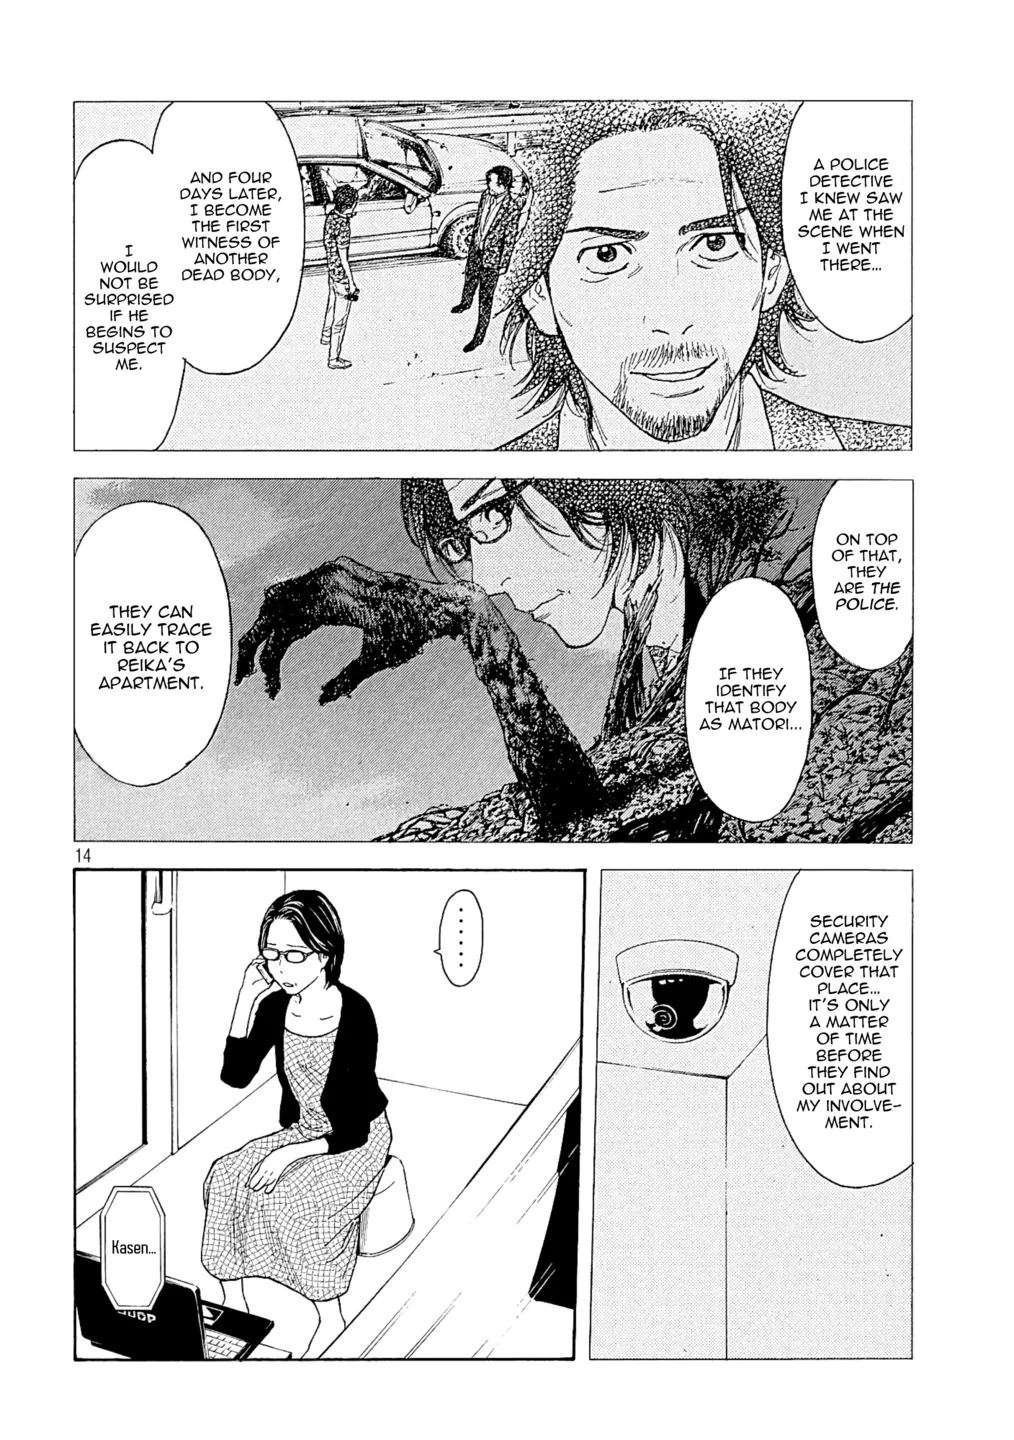 A POLICE
DETECTIVE
I KNEW SAW
ME AT THE
SCENE WHEN
I WENT
THERE...
AND FOUR
DAYS LATER,
I BECOME
THE FIRST
WITNESS OF
ANOTHER
DEAD BODY,
I
WOULD
NOT BE
SURPRISED
IF HE
BEGINS TO
SUSPECT
ME.
ON TOP
OF THAT,
THEY
ARE THE
POLICE.
IF THEY
IDENTIFY
THAT BODY
AS MATORI...
THEY CAN
EASILY TRACE
IT BACK TO
REIKA'S
APARTMENT.
14
SECURITY
CAMERAS
COMPLETELY
COVER THAT
PLACE...
IT'S ONLY
A MATTER
OF TIME
BEFORE
THEY FIND
OUT ABOUT
MY INVOLVE-
MENT.
......
Kasen...